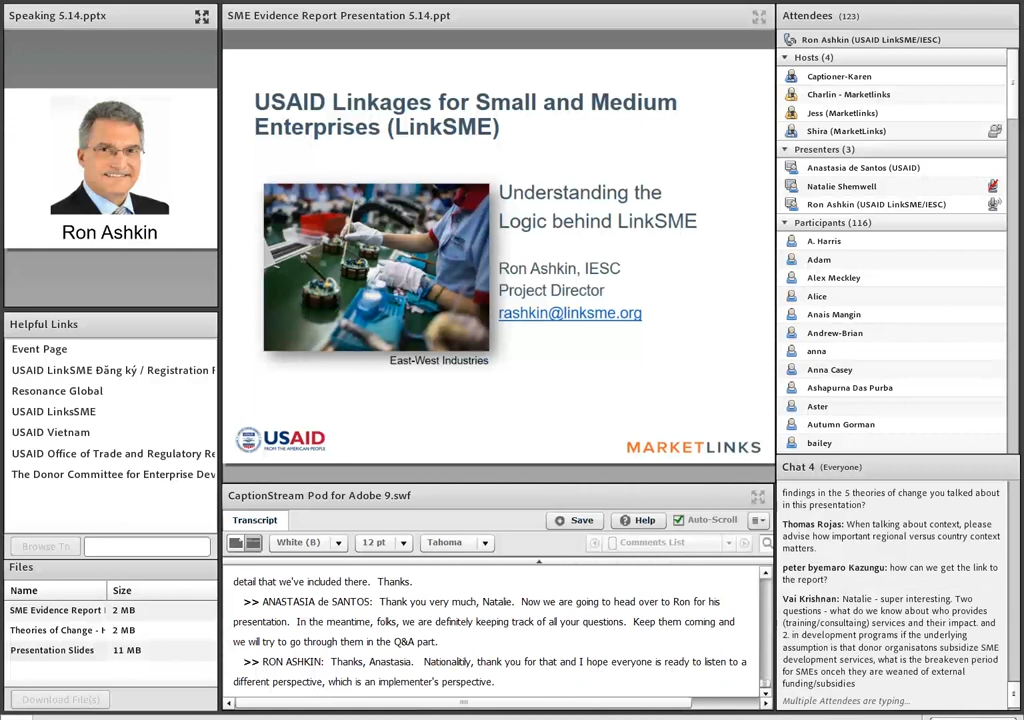 Speaking 5.14.pptx
Ron Ashkin
Helpful Links
Event Page
USAID LinkSME Đăng ký / Registration F
Resonance Global
USAID LinksSME
USAID Vietnam
USAID Office of Trade and Regulatory Re
The Donor Committee for Enterprise Dev
Browse To
Files
Name Size
SME Evidence Report 2 MB
Theories of Change - H 2 MB
Presentation Slides 11 MB
Download File(s)
SME Evidence Report Presentation 5.14.ppt
USAID Linkages for Small and Medium
Enterprises (LinkSME)
Understanding the
Logic behind LinkSME
Ron Ashkin, IESC
Project Director
rashkin@linksme.org
East-West Industries
USAID
FROM THE AMERICAN PEOPLE
MARKETLINKS
CaptionStream Pod for Adobe 9.swf
Transcript Save Help Auto-Scroll
White (B) 12 pt Tahoma Comments List
detail that we've included there. Thanks.
>> ANASTASIA de SANTOS: Thank you very much, Natalie. Now we are going to head over to Ron for his
presentation. In the meantime, folks, we are definitely keeping track of all your questions. Keep them coming and
we will try to go through them in the Q&A part.
>> RON ASHKIN: Thanks, Anastasia. Nationalitily, thank you for that and I hope everyone is ready to listen to a
different perspective, which is an implementer's perspective.
Attendees (123)
Ron Ashkin (USAID LinkSME/IESC)
Hosts (4)
Captioner-Karen
Charlin - Marketlinks
Jess (Marketlinks)
Shira (MarketLinks)
Presenters (3)
Anastasia de Santos (USAID)
Natalie Shemwell
Ron Ashkin (USAID LinkSME/IESC)
Participants (116)
A. Harris
Adam
Alex Meckley
Alice
Anais Mangin
Andrew-Brian
anna
Anna Casey
Ashapurna Das Purba
Aster
Autumn Gorman
bailey
Chat 4 (Everyone)
findings in the 5 theories of change you talked about
in this presentation?
Thomas Rojas: When talking about context, please
advise how important regional versus country context
matters.
peter byemaro Kazungu: how can we get the link to
the report?
Vai Krishnan: Natalie - super interesting. Two
questions - what do we know about who provides
(training/consultaing) services and their impact. and
2. in development programs if the underlying
assumption is that donor organisatons subsidize SME
development services, what is the breakeven period
for SMEs onceh they are weaned of external
funding/subsidies
Multiple Attendees are typing...